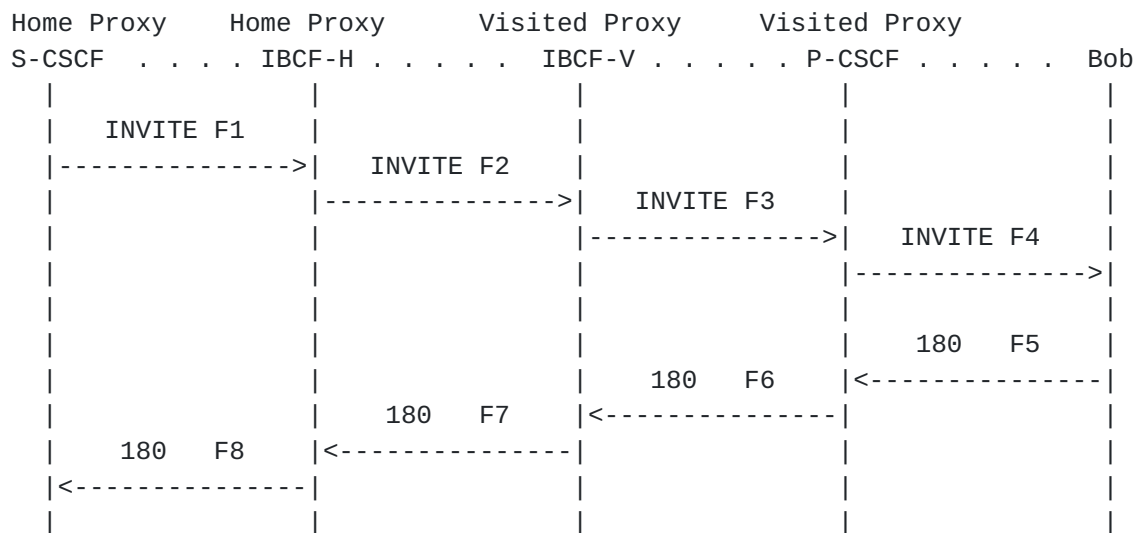 Home Proxy    Home Proxy      Visited Proxy     Visited Proxy
S-CSCF  . . . . IBCF-H . . . . .  IBCF-V . . . . . P-CSCF . . . . .  Bob
INVITE F1
INVITE F2
INVITE F3
INVITE F4
180   F5
180   F6
180   F7
180   F8